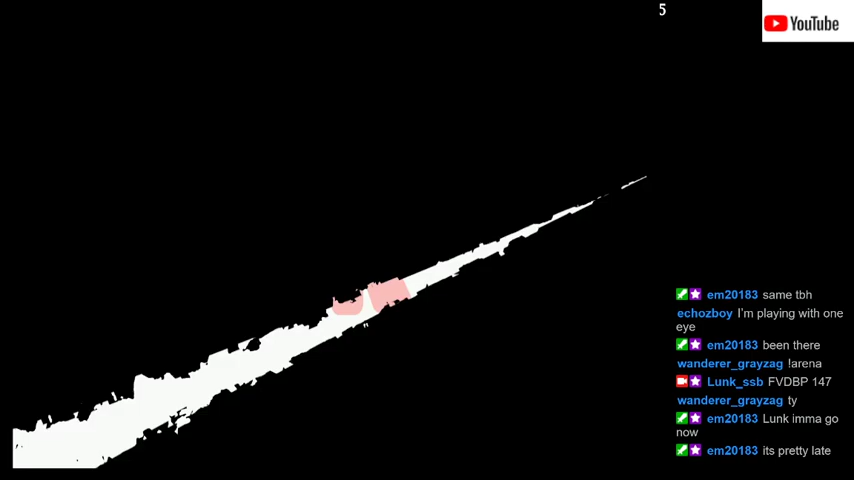 5
YouTube
em20183 same tbh
echozboy I'm playing with one
eye
em20183 been there
wanderer_grayzag !arena
Lunk_ssb FVDBP 147
wanderer_grayzag ty
em20183 Lunk imma go
now
em20183 its pretty late